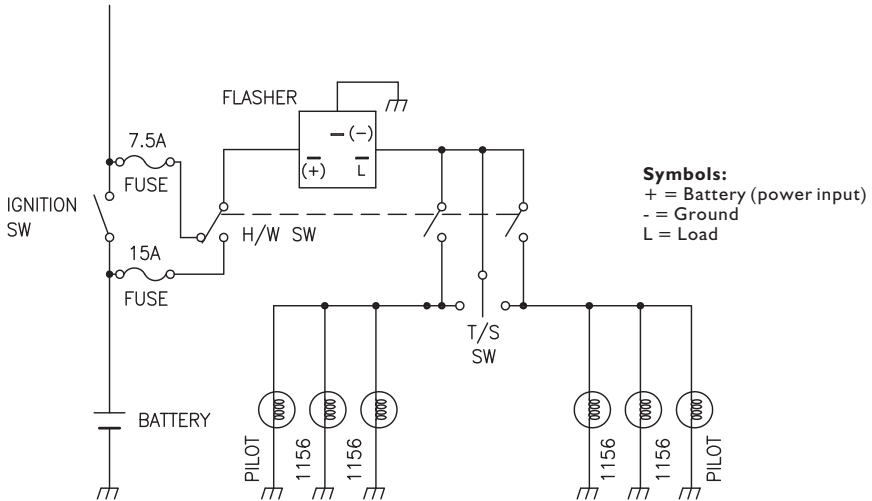 FLASHER
– (–)
7.5A
(+)
L
FUSE
Symbols:
+ = Battery (power input)
- = Ground
L = Load
IGNITION
SW
H/W SW
15A
FUSE
T/S
SW
BATTERY
PILOT
1156
1156
1156
1156
PILOT